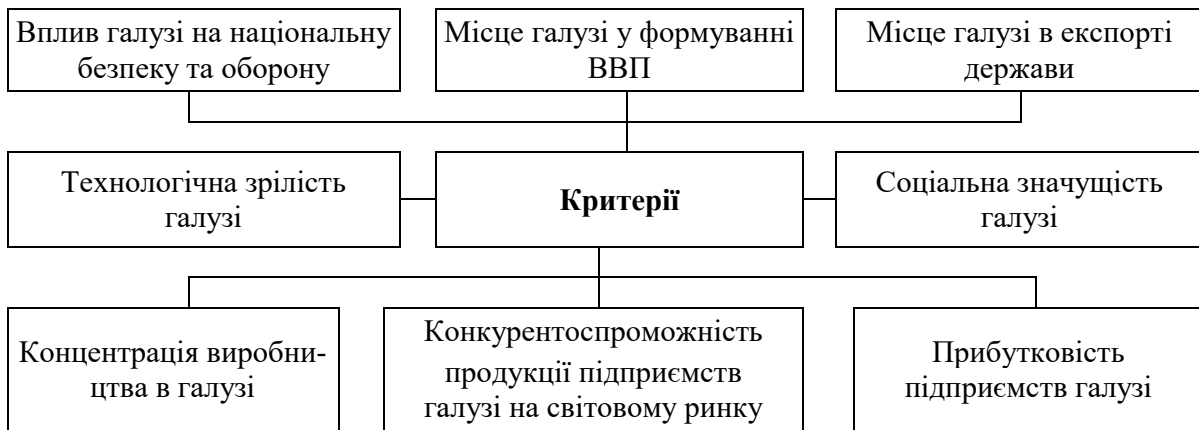 Вплив галузі на національну
безпеку та оборону
Місце галузі у формуванні
ВВП
Місце галузі в експорті
держави
Технологічна зрілість
галузі
Критерії
Соціальна значущість
галузі
Концентрація виробни-
цтва в галузі
Конкурентоспроможність
продукції підприємств
галузі на світовому ринку
Прибутковість
підприємств галузі